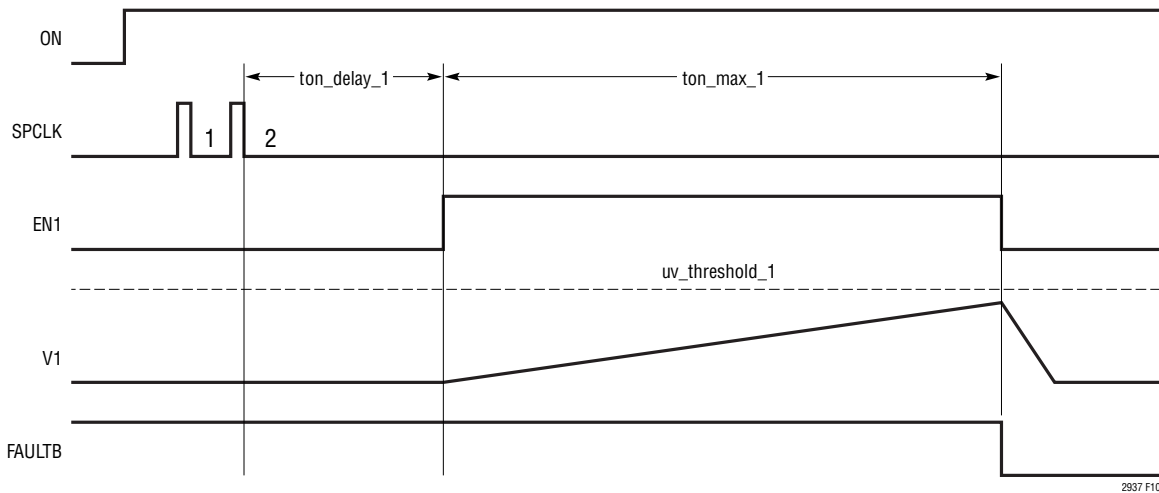 ON
ton_delay_1
ton_max_1
SPCLK
1
2
EN1
uv_threshold_1
V1
FAULTB
2937 F10